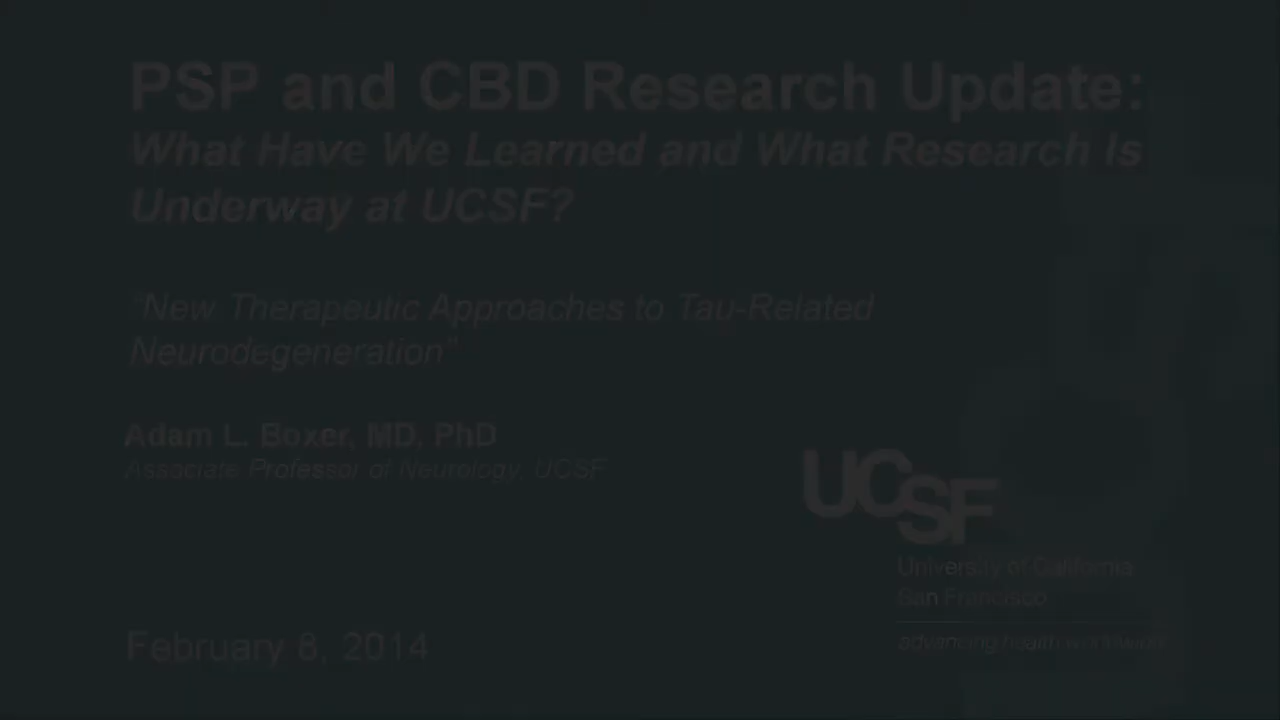 PSP and CBD Research Update:
What Have We Learned and What Research Is
Underway at UCSF?
"New Therapeutic Approaches to Tau-Related
Neurodegeneration"
Adam L. Boxer, MD, PhD
Associate Professor of Neurology, UCSF
UCSF
University of California
San Francisco
advancing health worldwide
February 8, 2014